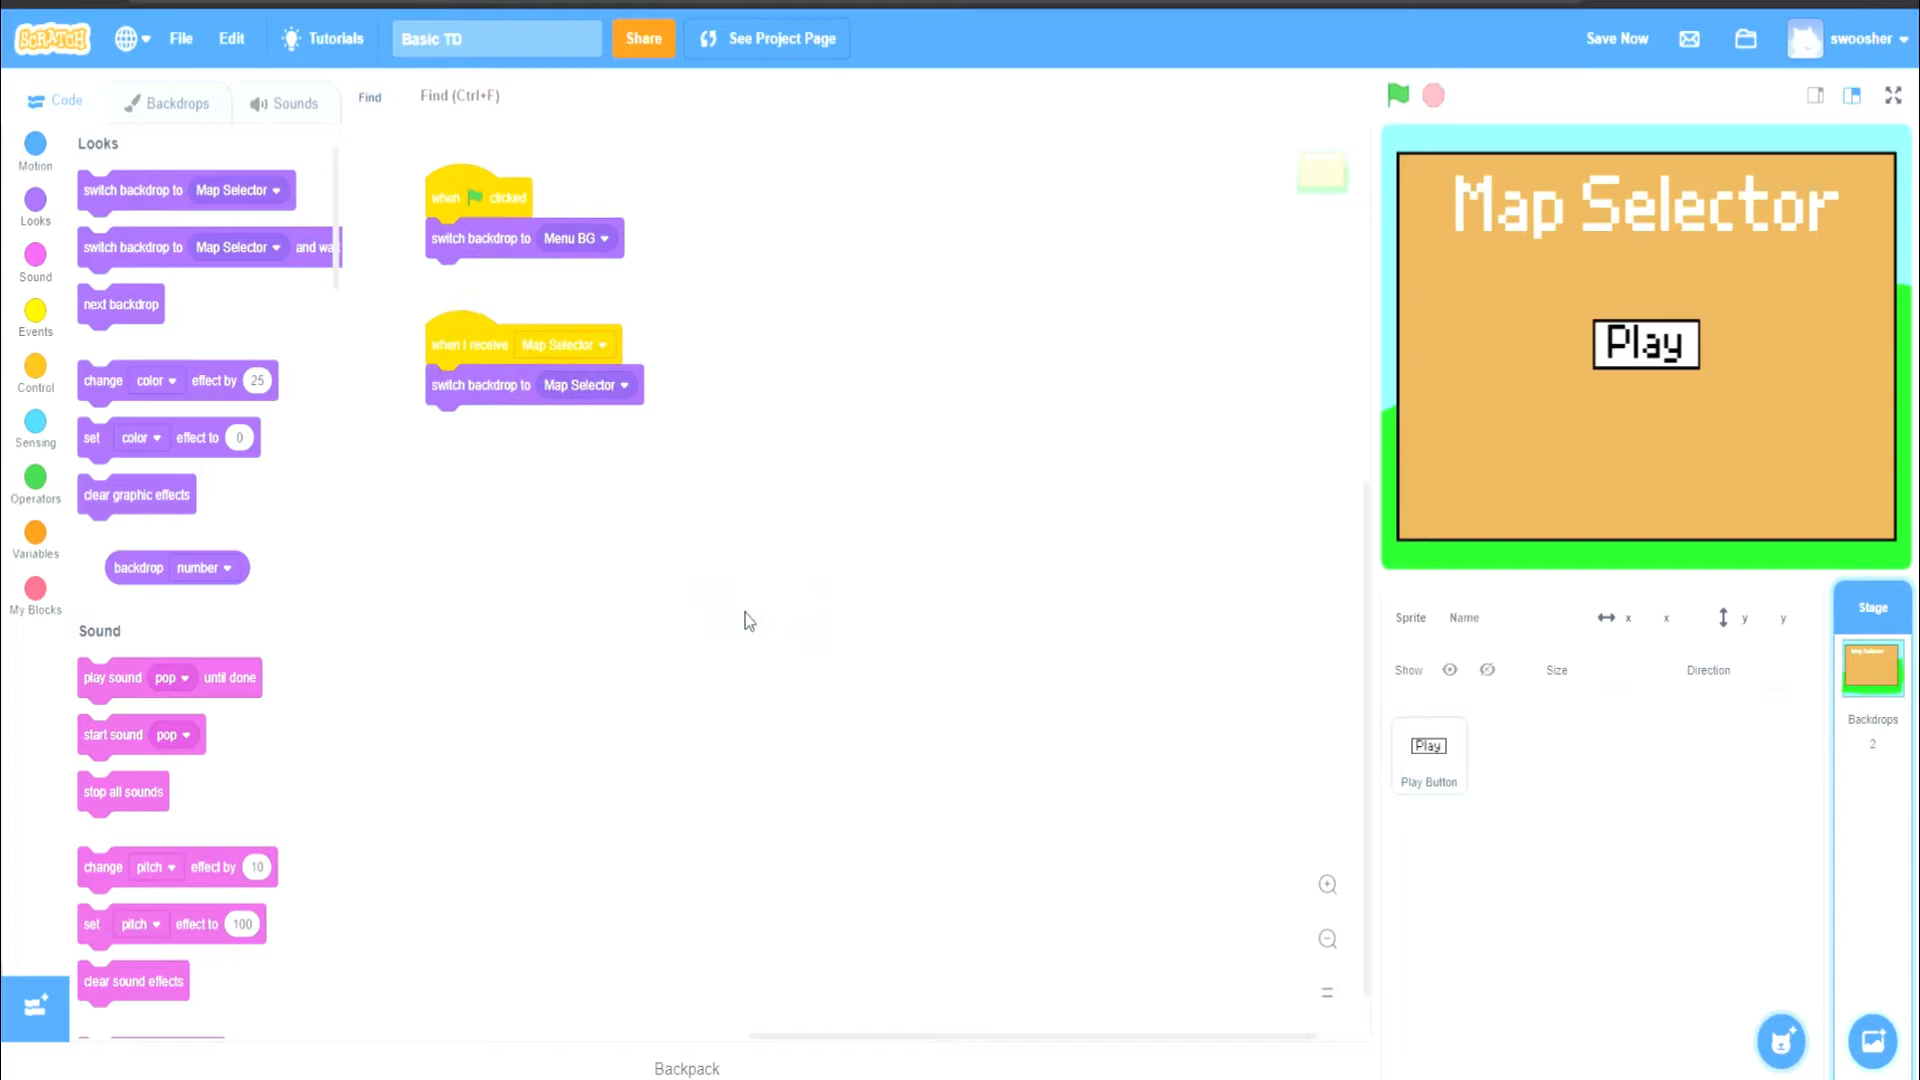 SCRATCH
File
Edit
Tutorials
Basic TD
Share
See Project Page
Save Now
swoosher
Code
Backdrops
Sounds
Find
Find (Ctrl+F)
Motion
Looks
Sound
Events
Control
Sensing
Operators
Variables
My Blocks
Looks
switch backdrop to Map Selector
switch backdrop to Map Selector and wa
next backdrop
change color effect by 25
set color effect to 0
clear graphic effects
backdrop number
Sound
play sound pop until done
start sound pop
stop all sounds
change pitch effect by 10
set pitch effect to 100
clear sound effects
when clicked
switch backdrop to Menu BG
when I receive Map Selector
switch backdrop to Map Selector
Backpack
Map Selector
Play
Sprite
Name
x
x
y
y
Show
Size
Direction
Play
Play Button
Stage
Map Selector
Backdrops
2